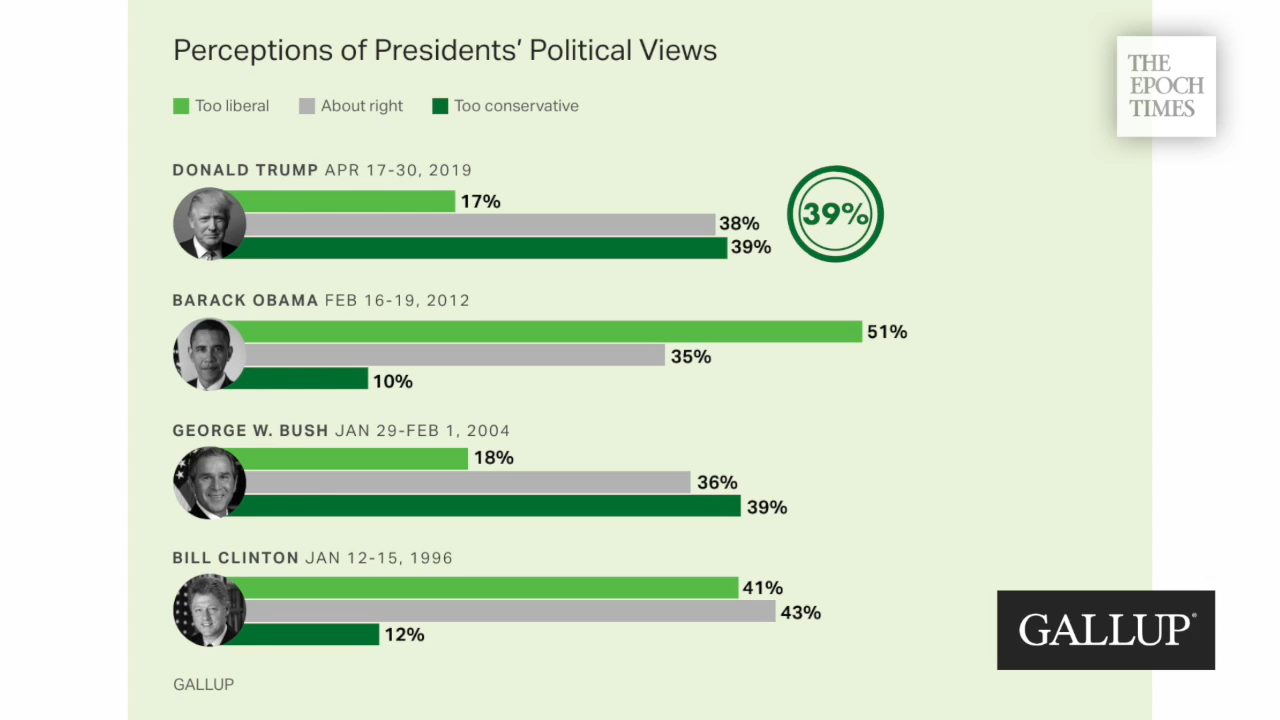 Perceptions of Presidents' Political Views
THE
EPOCH
TIMES
Too liberal About right Too conservative
DONALD TRUMP APR 17-30, 2019
17%
38%
39%
39%
BARACK OBAMA FEB 16-19, 2012
51%
35%
10%
GEORGE W. BUSH JAN 29-FEB 1, 2004
18%
36%
39%
BILL CLINTON JAN 12-15, 1996
41%
43%
12%
GALLUP®
GALLUP